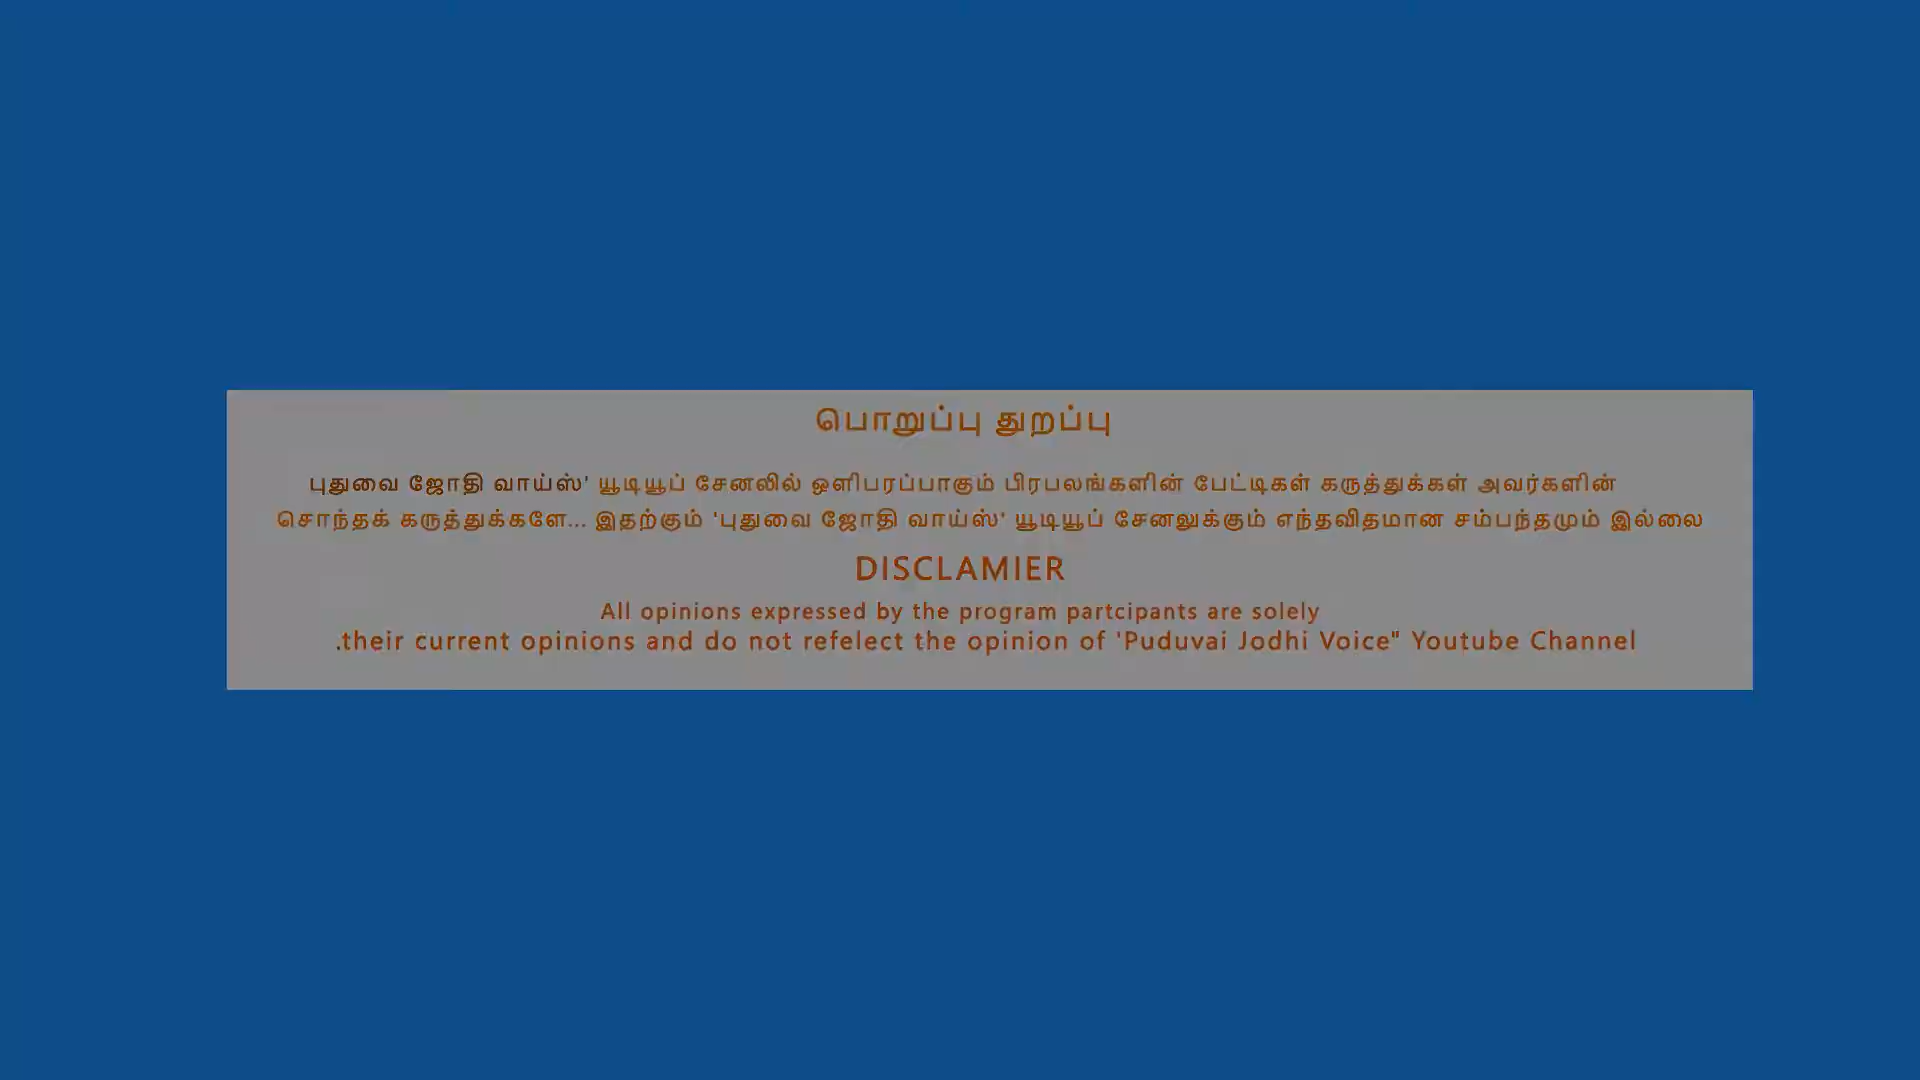 பொறுப்பு துறப்பு
புதுவை ஜோதி வாய்ஸ்' யூடியூப் சேனலில் ஒளிபரப்பாகும் பிரபலங்களின் பேட்டிகள் கருத்துக்கள் அவர்களின்
சொந்தக் கருத்துக்களே... இதற்கும் 'புதுவை ஜோதி வாய்ஸ்' யூடியூப் சேனலுக்கும் எந்தவிதமான சம்பந்தமும் இல்லை
DISCLAMIER
All opinions expressed by the program partcipants are solely
.their current opinions and do not refelect the opinion of 'Puduvai Jodhi Voice" Youtube Channel